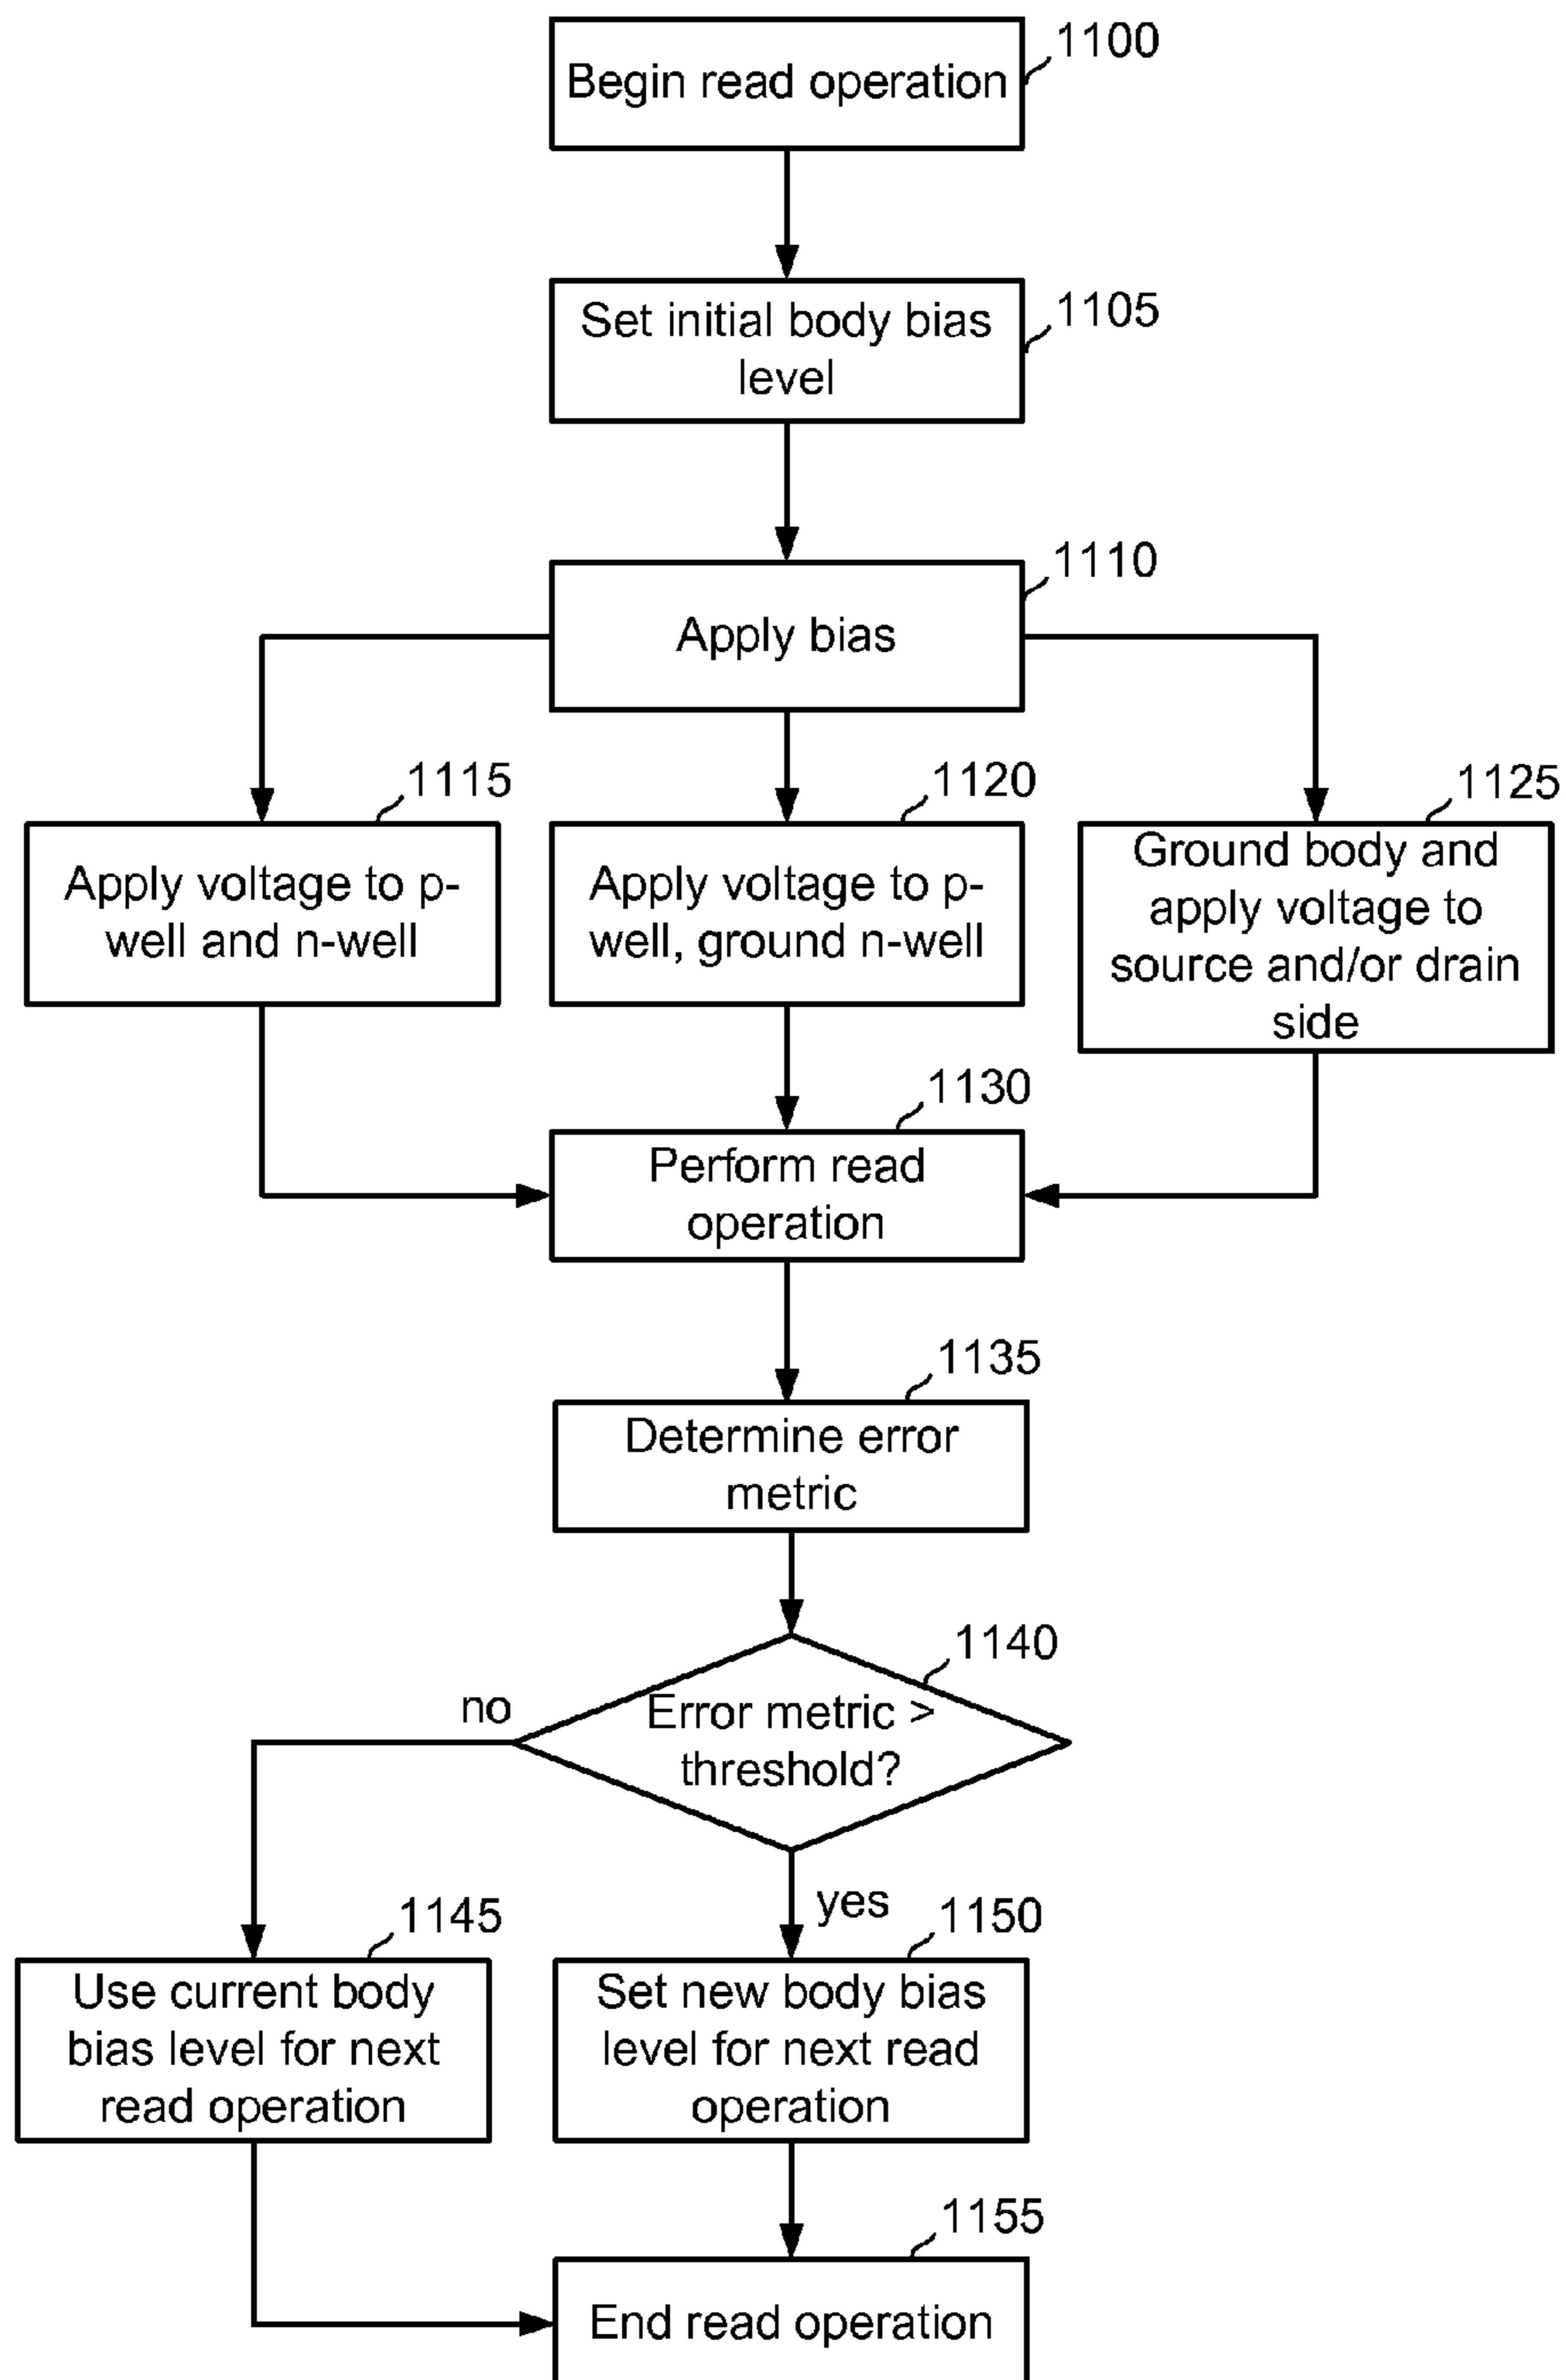 1100
Begin read operation
1105
Set initial body bias
level
1110
Apply bias
1115
Apply voltage to p-
well and n-well
1120
Apply voltage to p-
well, ground n-well
1125
Ground body and
apply voltage to
source and/or drain
side
1130
Perform read
operation
1135
Determine error
metric
1140
Error metric >
threshold?
no
yes
1145
Use current body
bias level for next
read operation
1150
Set new body bias
level for next read
operation
1155
End read operation